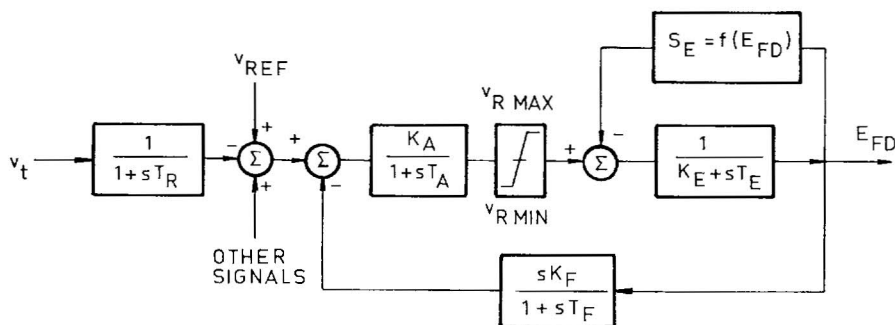 S_E = f(E_FD)
V_REF
V_R MAX
E_FD
v_t
1
1+sT_R
-
+
Σ
+
+
-
Σ
K_A
1+sT_A
V_R MIN
+
-
Σ
1
K_E+sT_E
OTHER
SIGNALS
sK_F
1+sT_F